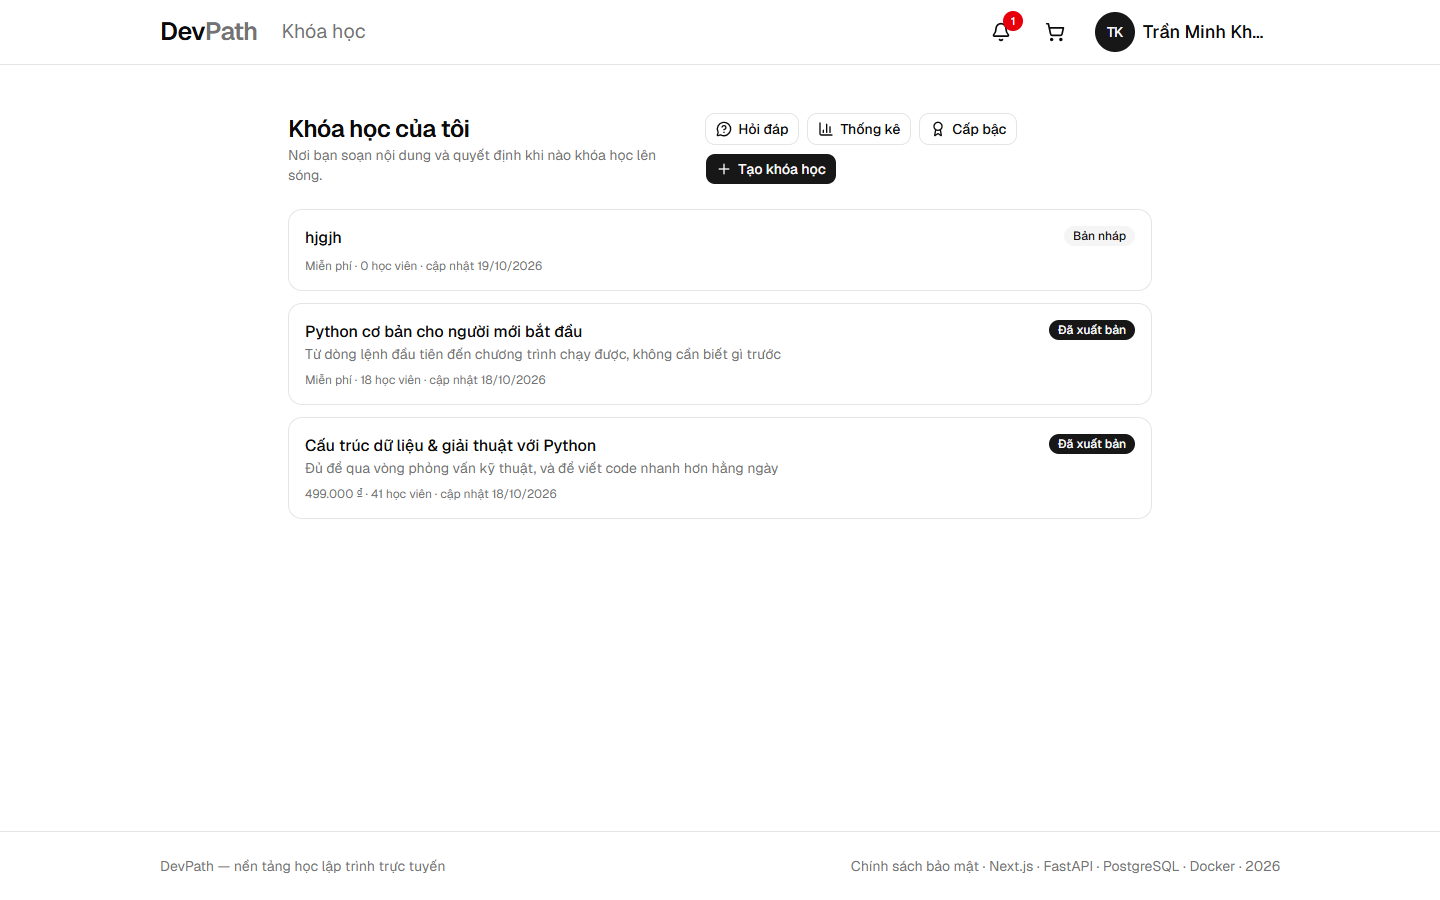 DevPath
Khóa học
1
TK
Trần Minh Kh...
Khóa học của tôi
Nơi bạn soạn nội dung và quyết định khi nào khóa học lên
sóng.
Hỏi đáp
Thống kê
Cấp bậc
Tạo khóa học
hjgjh
Bản nháp
Miễn phí · 0 học viên · cập nhật 19/10/2026
Python cơ bản cho người mới bắt đầu
Đã xuất bản
Từ dòng lệnh đầu tiên đến chương trình chạy được, không cần biết gì trước
Miễn phí · 18 học viên · cập nhật 18/10/2026
Cấu trúc dữ liệu & giải thuật với Python
Đã xuất bản
Đủ để qua vòng phỏng vấn kỹ thuật, và để viết code nhanh hơn hằng ngày
499.000 ₫ · 41 học viên · cập nhật 18/10/2026
DevPath — nền tảng học lập trình trực tuyến
Chính sách bảo mật · Next.js · FastAPI · PostgreSQL · Docker · 2026